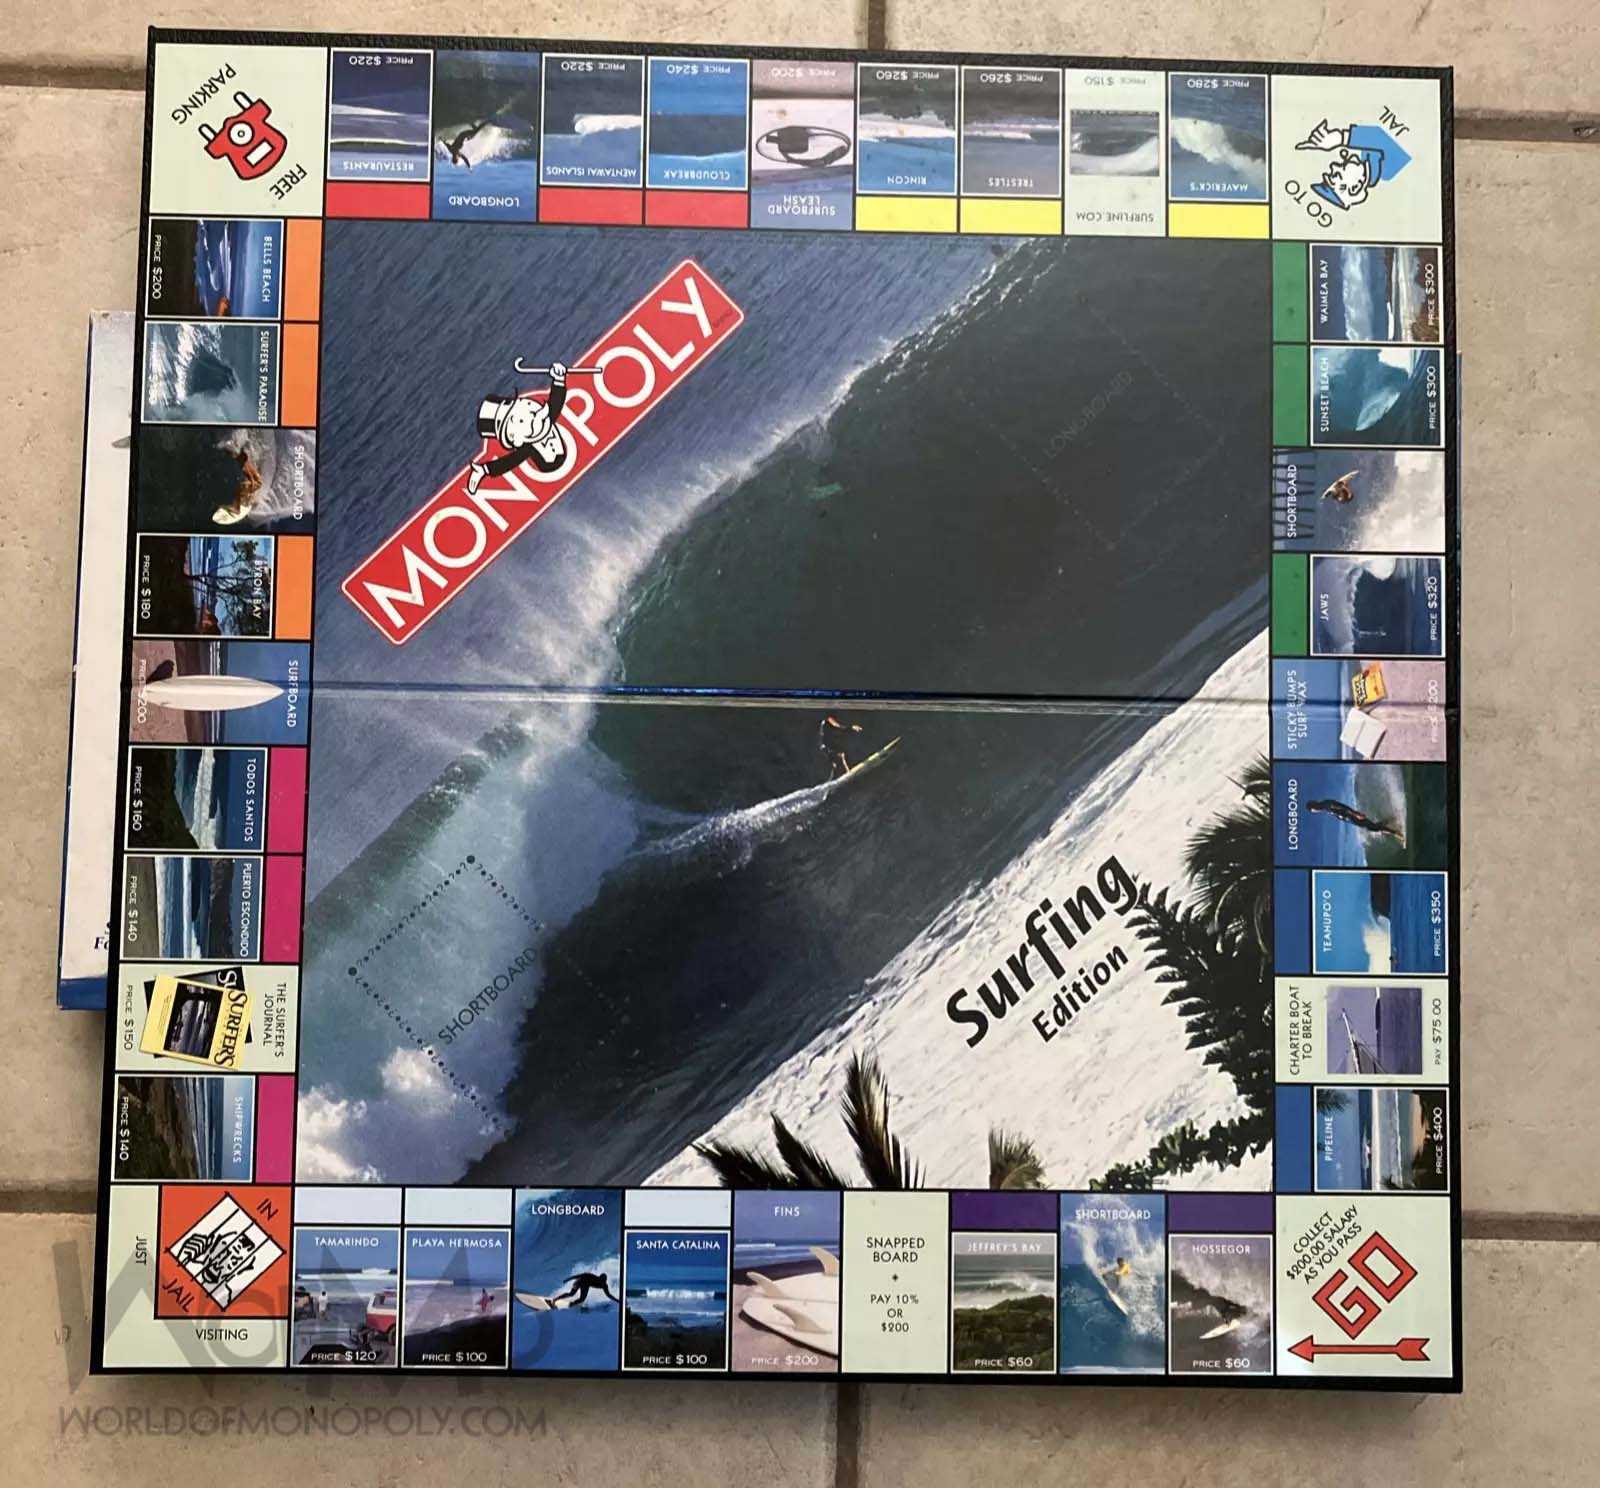 FREE
PARKING
PRICE $220
RESTAURANTS
LONGBOARD
PRICE $220
MENTAWAI ISLANDS
PRICE $240
CLOUDBREAK
PRICE $200
SURFBOARD
LEASH
PRICE $260
RINCON
PRICE $260
TRESTLES
PRICE $150
SURFLINE.COM
PRICE $280
MAVERICK'S
GO TO
JAIL
BELLS BEACH
PRICE $200
SURFER'S PARADISE
SHORTBOARD
BYRON BAY
PRICE $180
SURFBOARD
PRICE $200
TODOS SANTOS
PRICE $160
PUERTO ESCONDIDO
PRICE $140
THE SURFER'S
JOURNAL
SURFER'S
PRICE $150
SHIPWRECKS
PRICE $140
MONOPOLY
LONGBOARD
SHORTBOARD
Surfing
Edition
WAIMEA BAY
PRICE $300
SUNSET BEACH
PRICE $300
SHORTBOARD
JAWS
PRICE $320
STICKY BUMPS
SURF WAX
PRICE $200
LONGBOARD
TEAHUPO'O
PRICE $350
CHARTER BOAT
TO BREAK
PAY $75.00
PIPELINE
PRICE $400
JUST
VISITING
IN
JAIL
TAMARINDO
PRICE $120
PLAYA HERMOSA
PRICE $100
LONGBOARD
SANTA CATALINA
PRICE $100
FINS
PRICE $200
SNAPPED
BOARD
PAY 10%
OR
$200
JEFFREY'S BAY
PRICE $60
SHORTBOARD
HOSSEGOR
PRICE $60
COLLECT
$200.00 SALARY
AS YOU PASS
GO
WORLDOFMONOPOLY.COM